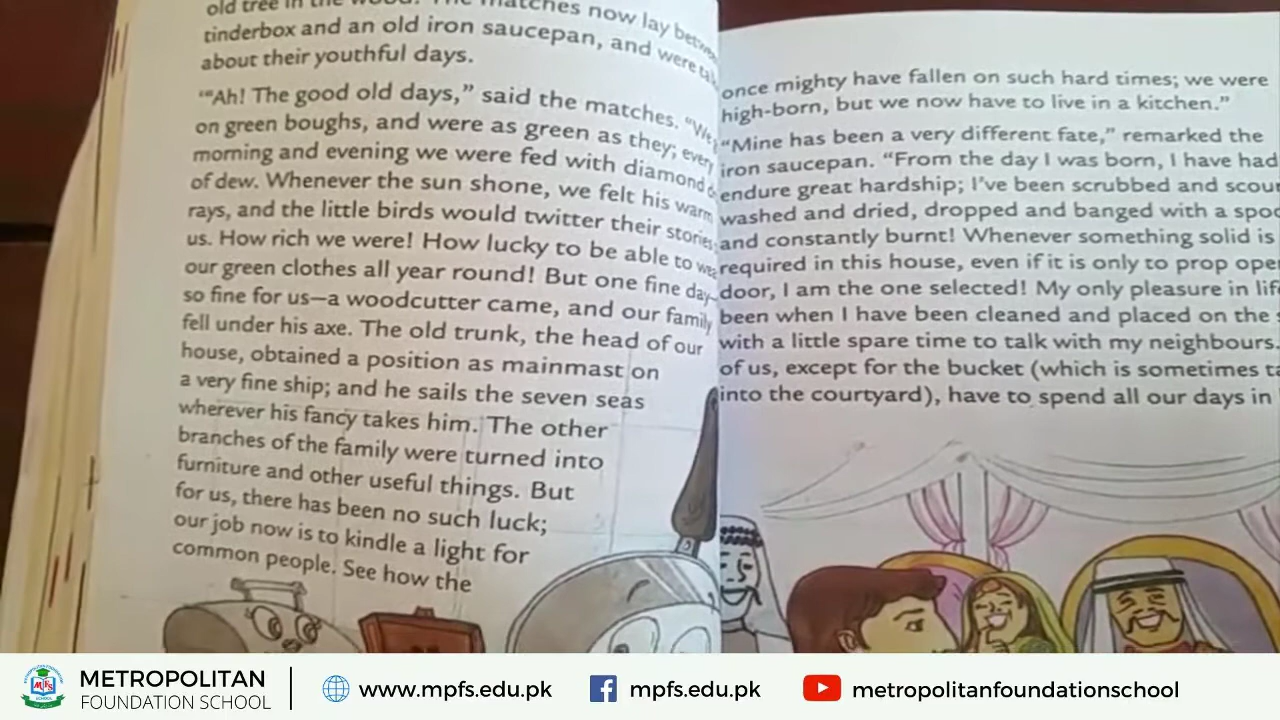 old tree in the wood. The matches now lay
tinderbox and an old iron saucepan, and were
about their youthful days.
“‘Ah! The good old days,” said the matches. “We
on green boughs, and were as green as they; every
morning and evening we were fed with diamond
of dew. Whenever the sun shone, we felt his warm
rays, and the little birds would twitter their stories
us. How rich we were! How lucky to be able to
our green clothes all year round! But one fine day—
so fine for us—a woodcutter came, and our family
fell under his axe. The old trunk, the head of our
house, obtained a position as mainmast on
a very fine ship; and he sails the seven seas
wherever his fancy takes him. The other
branches of the family were turned into
furniture and other useful things. But
for us, there has been no such luck;
our job now is to kindle a light for
common people. See how the
once mighty have fallen on such hard times; we were
high-born, but we now have to live in a kitchen.”
“Mine has been a very different fate,” remarked the
iron saucepan. “From the day I was born, I have had
endure great hardship; I’ve been scrubbed and
washed and dried, dropped and banged with a
and constantly burnt! Whenever something solid is
required in this house, even if it is only to prop
door, I am the one selected! My only pleasure in
been when I have been cleaned and placed on the
with a little spare time to talk with my neighbours.
of us, except for the bucket (which is sometimes
into the courtyard), have to spend all our days in
METROPOLITAN
FOUNDATION SCHOOL
www.mpfs.edu.pk
mpfs.edu.pk
metropolitanfoundationschool